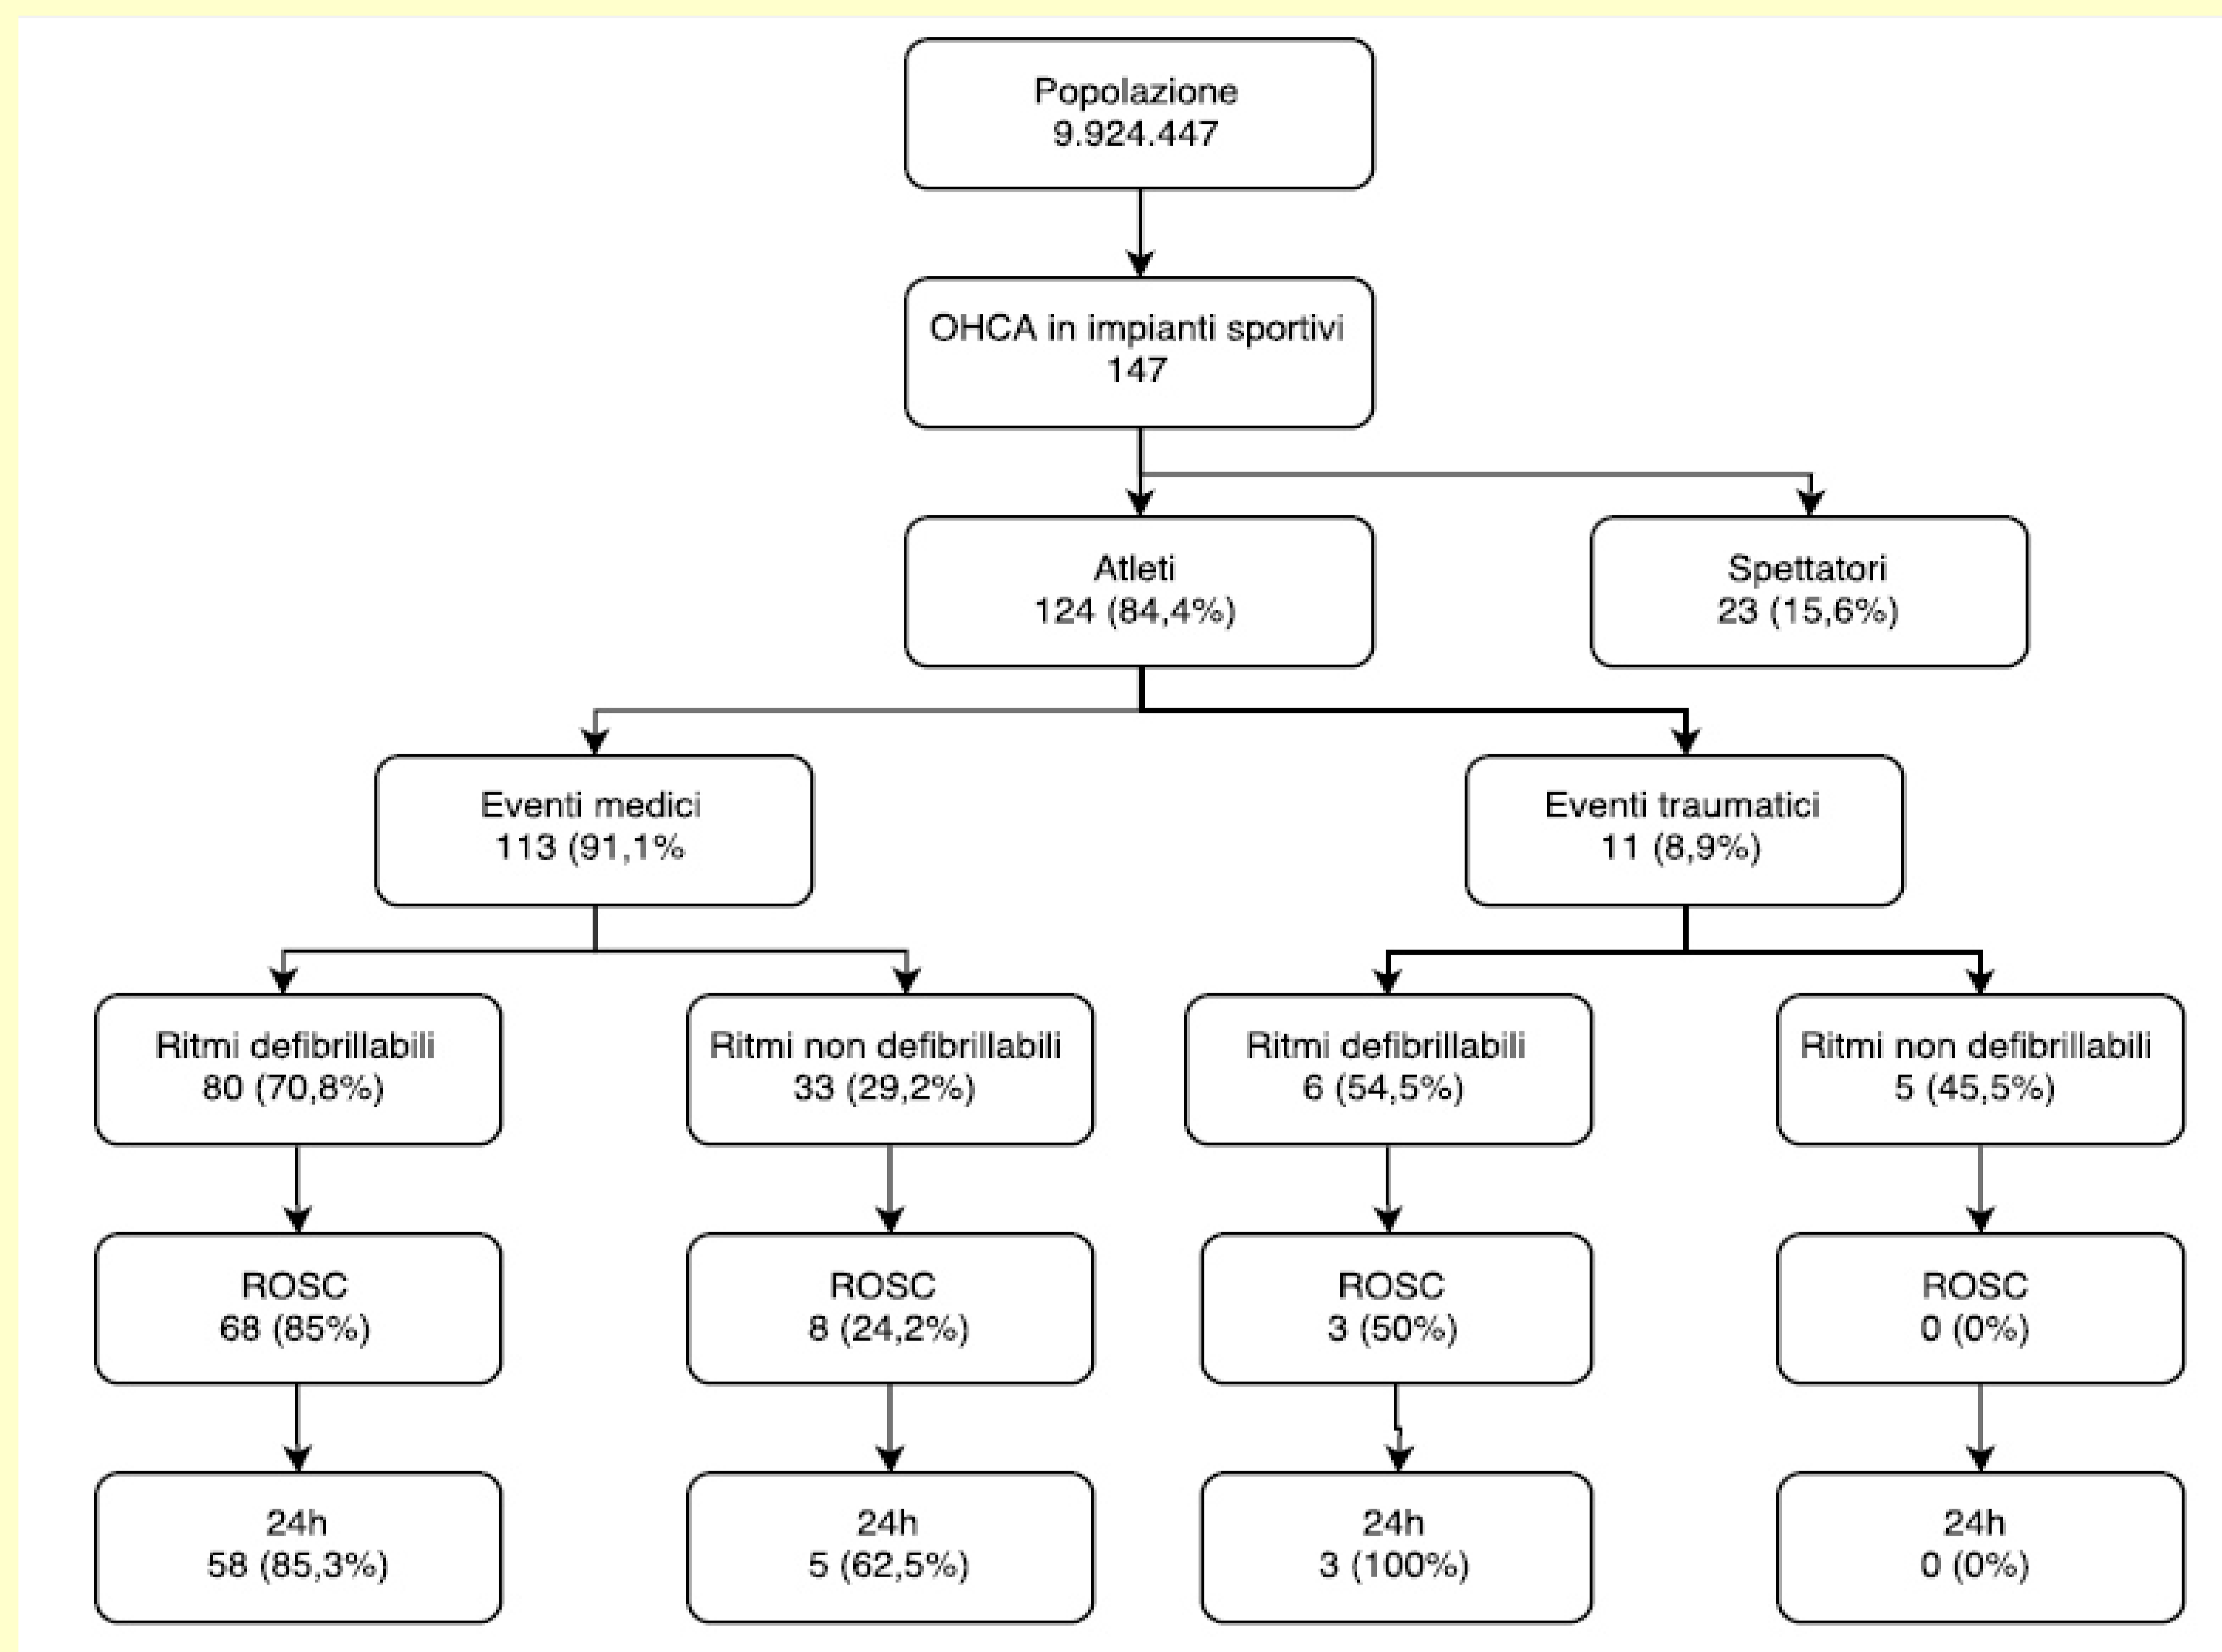 Popolazione
9.924.447
OHCA in impianti sportivi
147
Atleti
124 (84,4%)
Spettatori
23 (15,6%)
Eventi medici
113 (91,1%
Eventi traumatici
11 (8,9%)
Ritmi defibrillabili
80 (70,8%)
Ritmi non defibrillabili
33 (29,2%)
Ritmi defibrillabili
6 (54,5%)
Ritmi non defibrillabili
5 (45,5%)
ROSC
68 (85%)
ROSC
8 (24,2%)
ROSC
3 (50%)
ROSC
0 (0%)
24h
58 (85,3%)
24h
5 (62,5%)
24h
3 (100%)
24h
0 (0%)